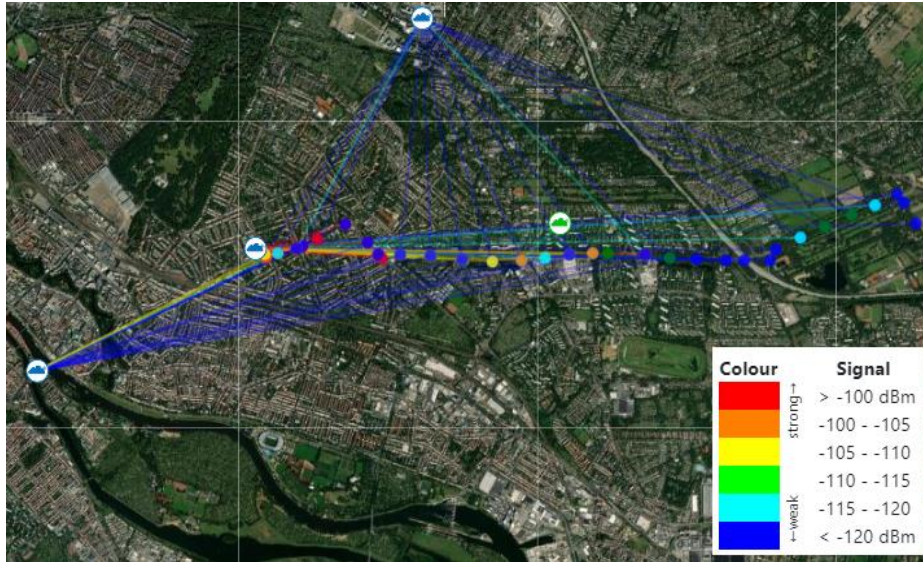 Colour Signal
strong→
> -100 dBm
-100 - -105
-105 - -110
-110 - -115
←weak
-115 - -120
< -120 dBm